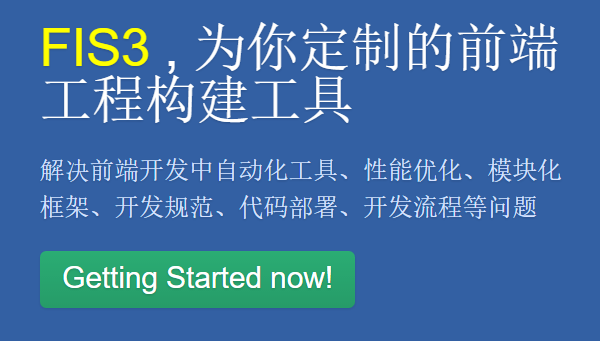 FIS3 , 为你定制的前端
工程构建工具
解决前端开发中自动化工具、性能优化、模块化
框架、开发规范、代码部署、开发流程等问题
Getting Started now!